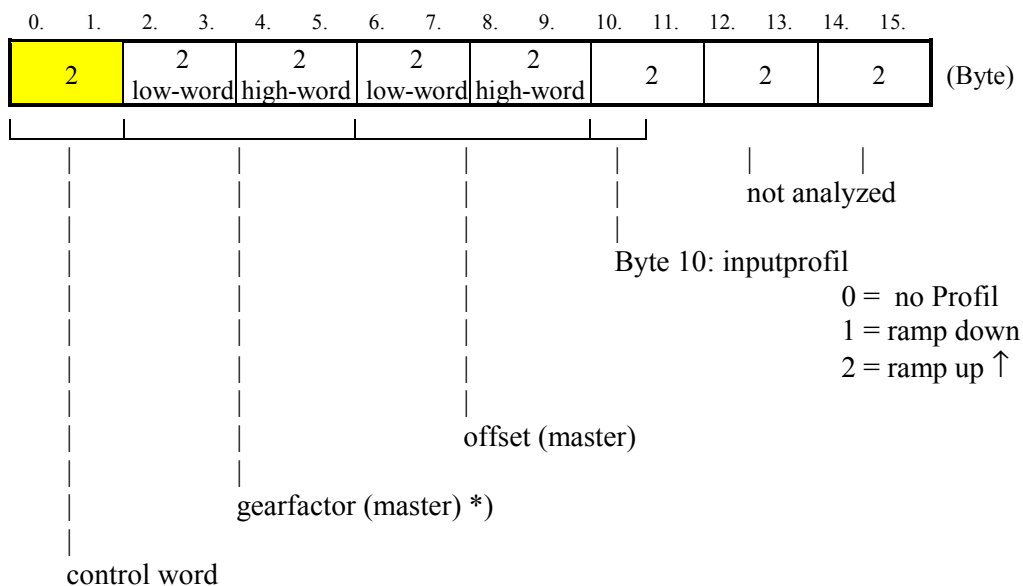 0. 1. 2. 3. 4. 5. 6. 7. 8. 9. 10. 11. 12. 13. 14. 15.
2 2 2 2 2 2 2 2 (Byte)
low-word high-word low-word high-word
not analyzed
Byte 10: inputprofil
0 = no Profil
1 = ramp down
2 = ramp up ↑
offset (master)
gearfactor (master) *)
control word